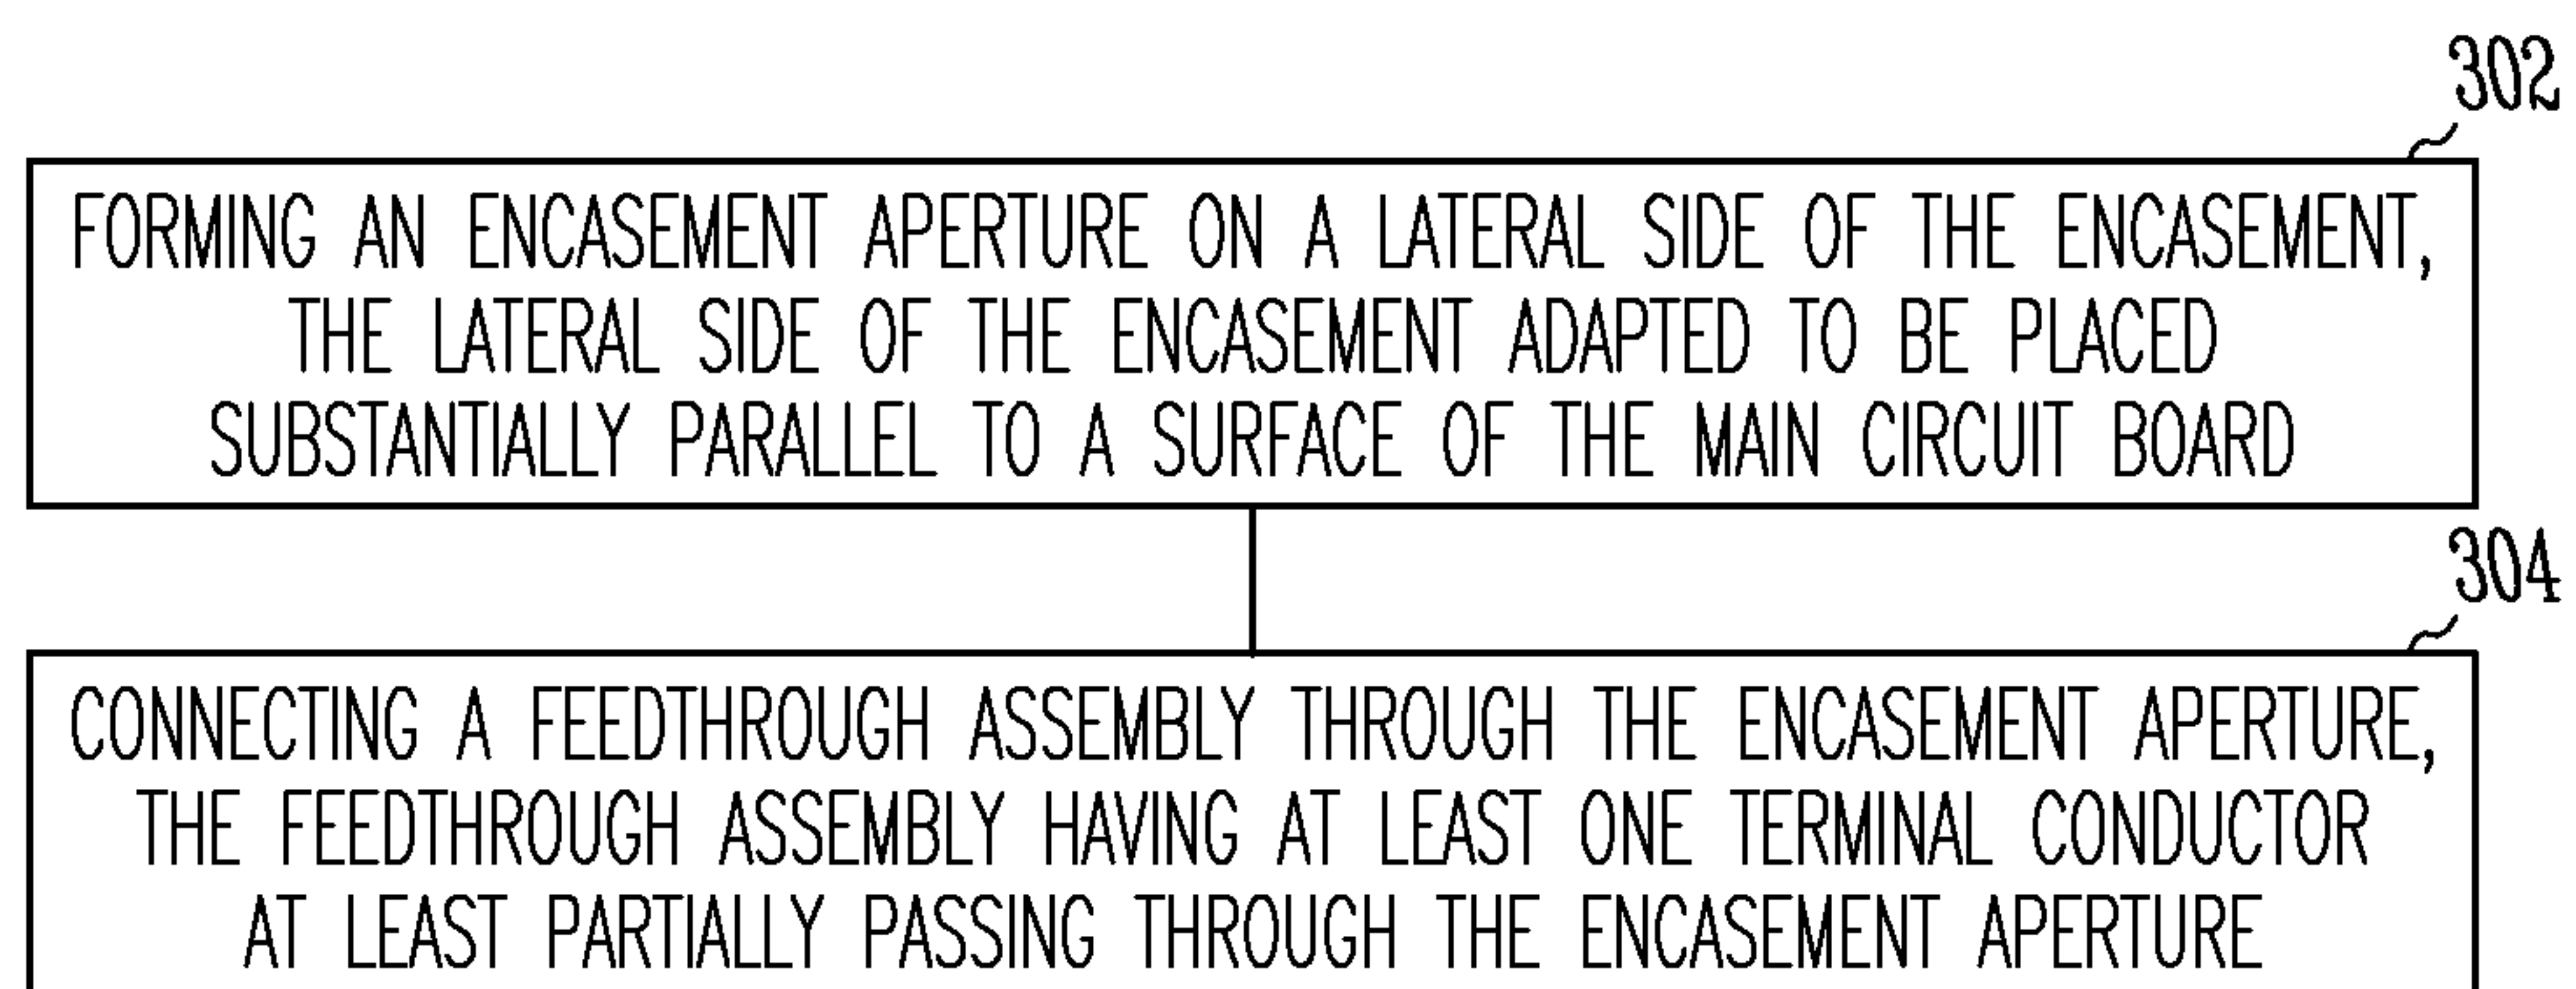 302
FORMING AN ENCASEMENT APERTURE ON A LATERAL SIDE OF THE ENCASEMENT,
THE LATERAL SIDE OF THE ENCASEMENT ADAPTED TO BE PLACED
SUBSTANTIALLY PARALLEL TO A SURFACE OF THE MAIN CIRCUIT BOARD
304
CONNECTING A FEEDTHROUGH ASSEMBLY THROUGH THE ENCASEMENT APERTURE,
THE FEEDTHROUGH ASSEMBLY HAVING AT LEAST ONE TERMINAL CONDUCTOR
AT LEAST PARTIALLY PASSING THROUGH THE ENCASEMENT APERTURE